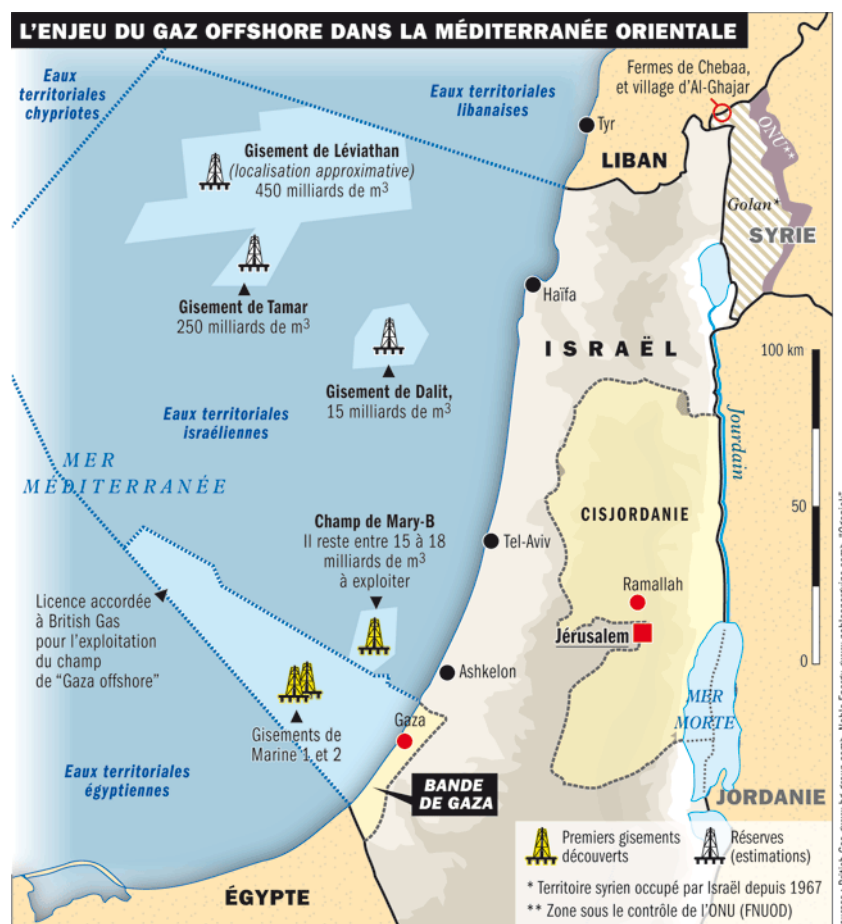 L'ENJEU DU GAZ OFFSHORE DANS LA MÉDITERRANÉE ORIENTALE
Eaux
territoriales
chypriotes
Eaux territoriales
libanaises
Fermes de Chebaa,
et village d'Al-Ghajar
Tyr
LIBAN
ONU**
Golan*
SYRIE
Gisement de Léviathan
(localisation approximative)
450 milliards de m³
Gisement de Tamar
250 milliards de m³
Haïfa
ISRAËL
100 km
Gisement de Dalit,
15 milliards de m³
Eaux territoriales
israéliennes
Jourdain
MER
MÉDITERRANÉE
CISJORDANIE
50
Champ de Mary-B
Il reste entre 15 à 18
milliards de m³
à exploiter
Tel-Aviv
Ramallah
Licence accordée
à British Gas
pour l'exploitation
du champ
de "Gaza offshore"
Jérusalem
0
Ashkelon
MER
MORTE
Gaza
Gisements de
Marine 1 et 2
Eaux territoriales
égyptiennes
BANDE
DE GAZA
JORDANIE
ÉGYPTE
Premiers gisements
découverts
Réserves
(estimations)
* Territoire syrien occupé par Israël depuis 1967
** Zone sous le contrôle de l'ONU (FNUOD)